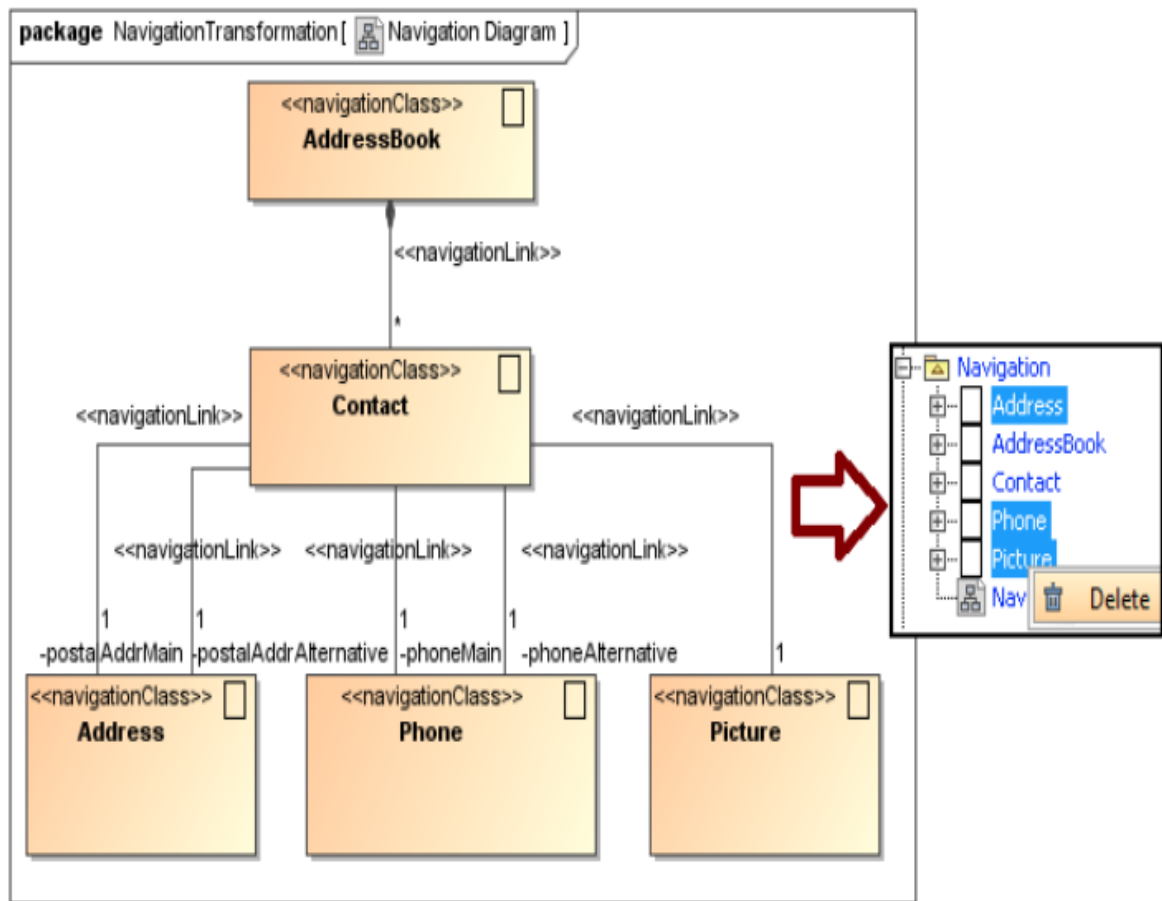 package NavigationTransformation[ Navigation Diagram ]
<<navigationClass>>
AddressBook
<<navigationLink>>
*
<<navigationClass>>
Contact
<<navigationLink>>
<<navigationLink>>
<<navigationLink>>
<<navigationLink>>
<<navigationLink>>
1
1
1
1
-postalAddrMain
-postalAddrAlternative
-phoneMain
-phoneAlternative
1
<<navigationClass>>
Address
<<navigationClass>>
Phone
<<navigationClass>>
Picture
Navigation
Address
AddressBook
Contact
Phone
Picture
Nav
Delete